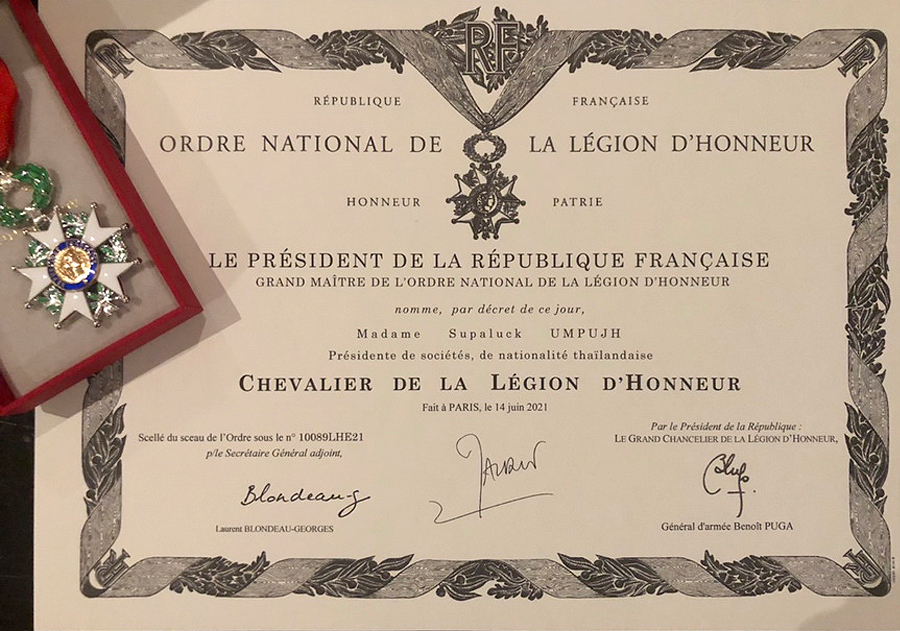 RF
RÉPUBLIQUE FRANÇAISE
ORDRE NATIONAL DE LA LÉGION D'HONNEUR
HONNEUR PATRIE
LE PRÉSIDENT DE LA RÉPUBLIQUE FRANÇAISE
GRAND MAÎTRE DE L'ORDRE NATIONAL DE LA LÉGION D'HONNEUR
nomme, par décret de ce jour,
Madame Supaluck UMPUJH
Présidente de sociétés, de nationalité thaïlandaise
CHEVALIER DE LA LÉGION D'HONNEUR
Fait à PARIS, le 14 juin 2021
Scellé du sceau de l'Ordre sous le n° 10089LHE21
p/le Secrétaire Général adjoint,
Blondeau-g
Laurent BLONDEAU-GEORGES
Par le Président de la République :
LE GRAND CHANCELIER DE LA LÉGION D'HONNEUR,
Général d'armée Benoît PUGA